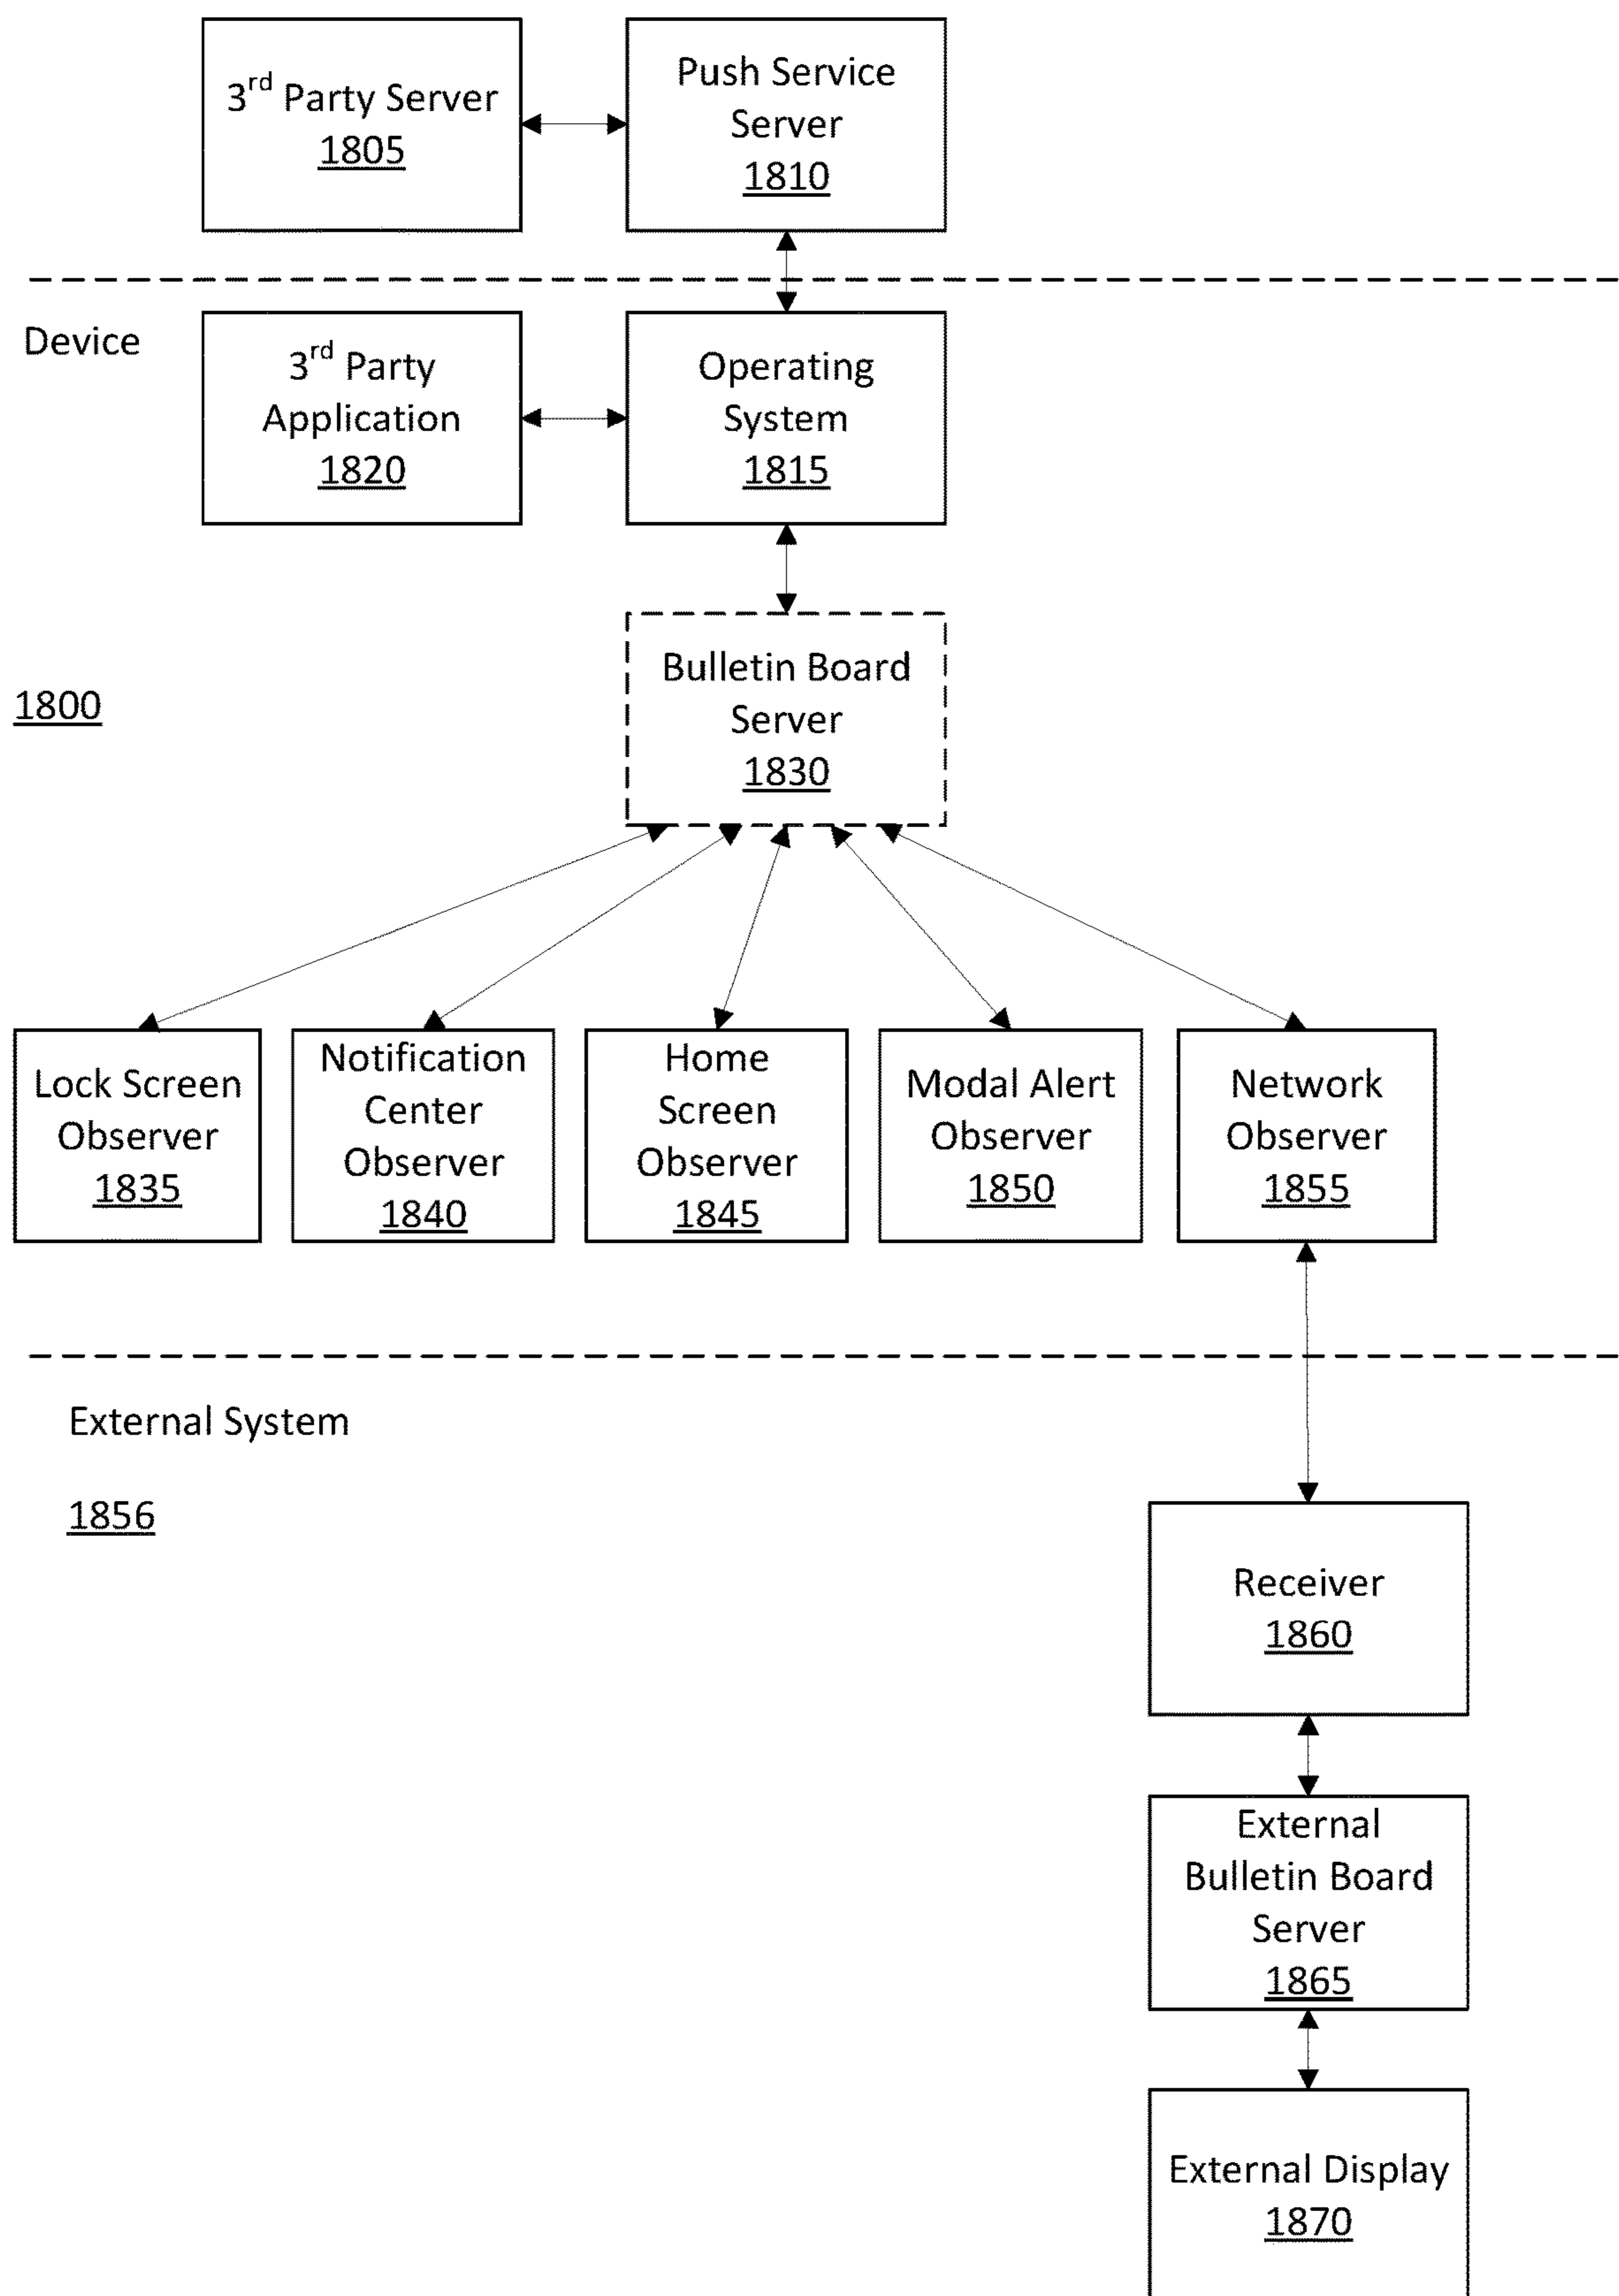 3rd Party Server
1805
Push Service
Server
1810
Device
3rd Party
Application
1820
Operating
System
1815
1800
Bulletin Board
Server
1830
Lock Screen
Observer
1835
Notification
Center
Observer
1840
Home
Screen
Observer
1845
Modal Alert
Observer
1850
Network
Observer
1855
External System
1856
Receiver
1860
External
Bulletin Board
Server
1865
External Display
1870